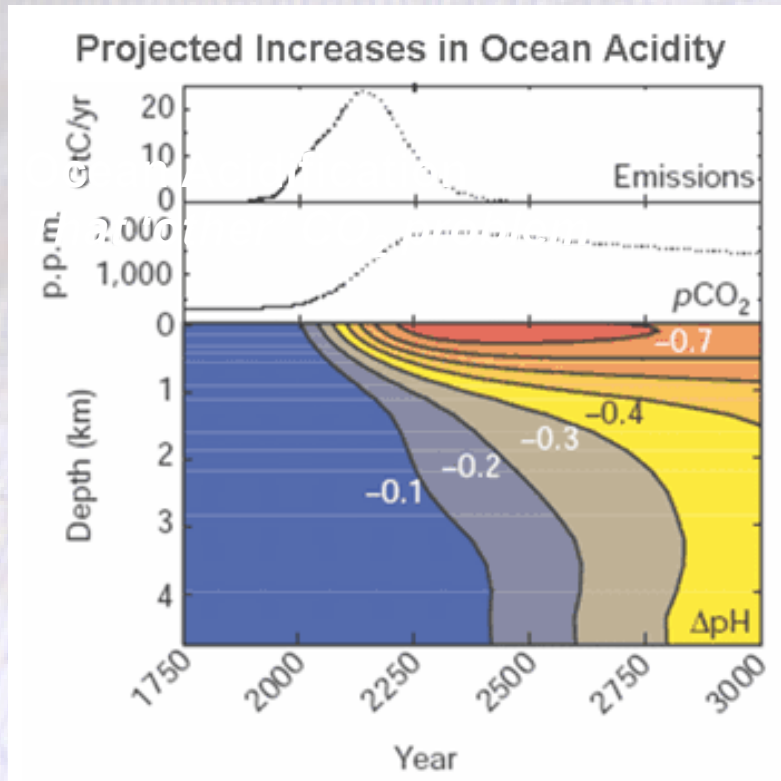 Projected Increases in Ocean Acidity
20
10
0
GtC/yr
Emissions
1,000
p.p.m.
pCO₂
0
1
2
3
4
Depth (km)
–0.7
–0.4
–0.3
–0.2
–0.1
ΔpH
1750 2000 2250 2500 2750 3000
Year